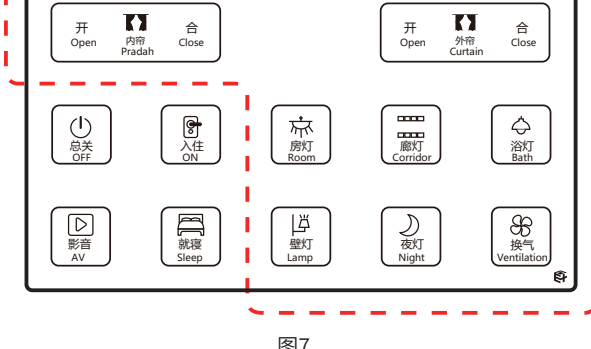 开 内帘 合
Open Pradah Close
开 外帘 合
Open Curtain Close
总关
OFF
入住
ON
房灯
Room
廊灯
Corridor
浴灯
Bath
影音
AV
就寝
Sleep
壁灯
Lamp
夜灯
Night
换气
Ventilation
图7